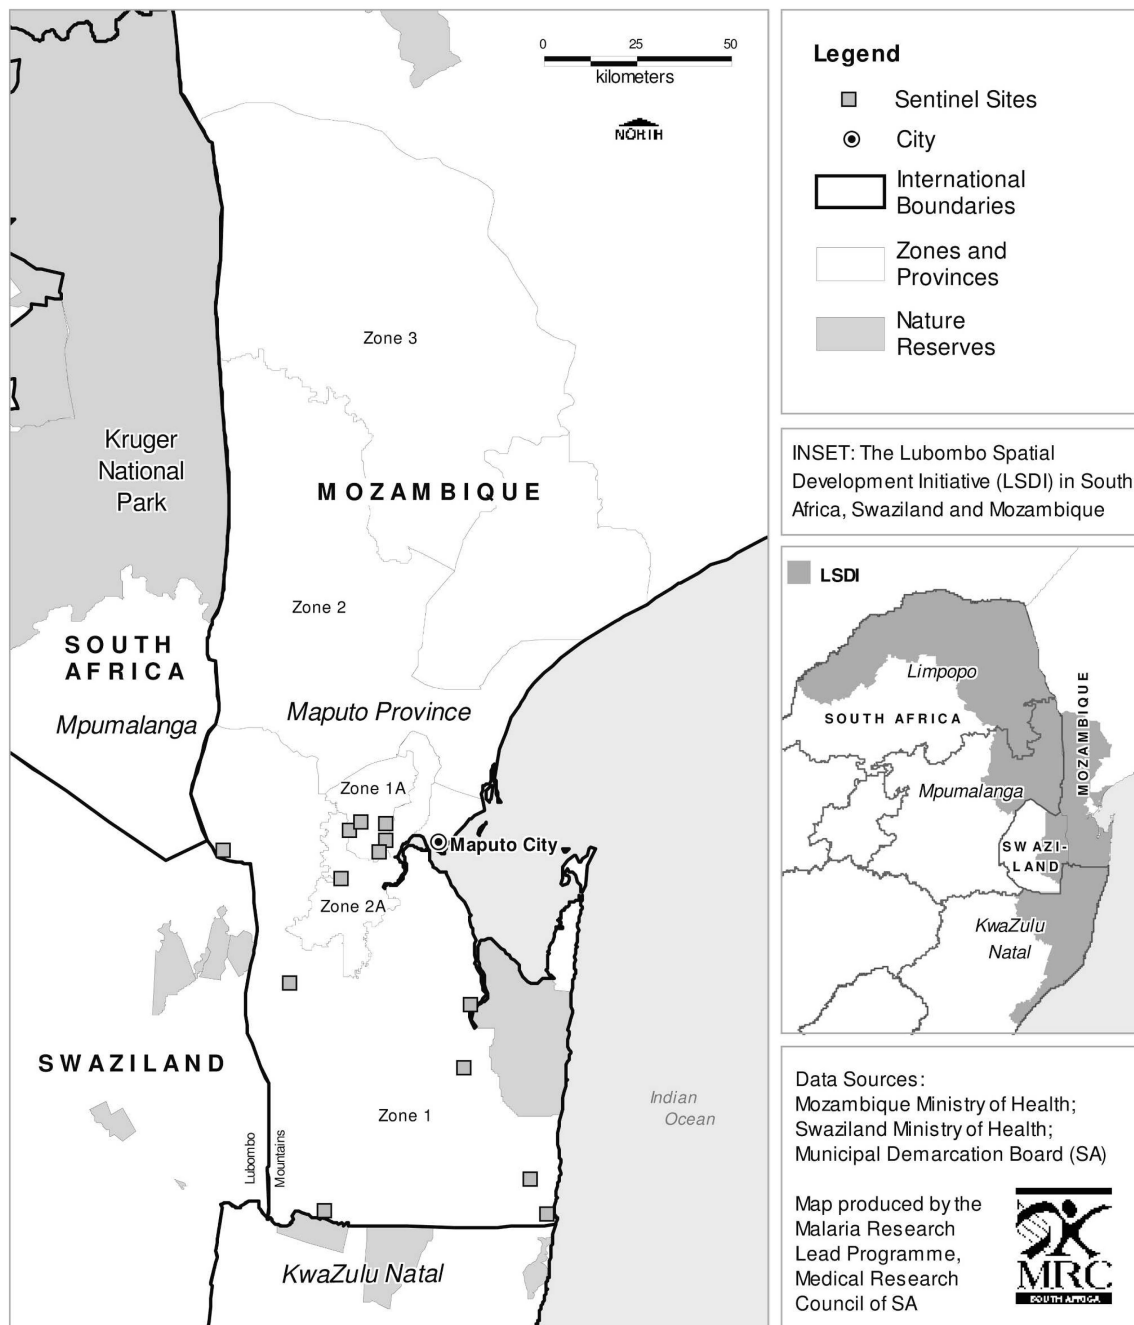 0 25 50
kilometers
NORTH
Zone 3
Kruger
National
Park
MOZAMBIQUE
Zone 2
SOUTH
AFRICA
Mpumalanga
Maputo Province
Zone 1A
Maputo City
Zone 2A
SWAZILAND
Zone 1
Indian
Ocean
Lubombo
Mountains
KwaZulu Natal
Legend
Sentinel Sites
City
International
Boundaries
Zones and
Provinces
Nature
Reserves
INSET: The Lubombo Spatial
Development Initiative (LSDI) in South
Africa, Swaziland and Mozambique
LSDI
Limpopo
SOUTH AFRICA
MOZAMBIQUE
Mpumalanga
SWAZI-
LAND
KwaZulu
Natal
Data Sources:
Mozambique Ministry of Health;
Swaziland Ministry of Health;
Municipal Demarcation Board (SA)
Map produced by the
Malaria Research
Lead Programme,
Medical Research
Council of SA
MRC
SOUTH AFRICA